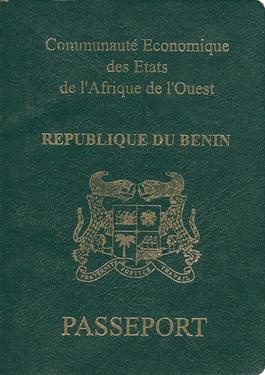 Communauté Economique
des Etats
de l'Afrique de l'Ouest
REPUBLIQUE DU BENIN
FRATERNITE JUSTICE TRAVAIL
PASSEPORT